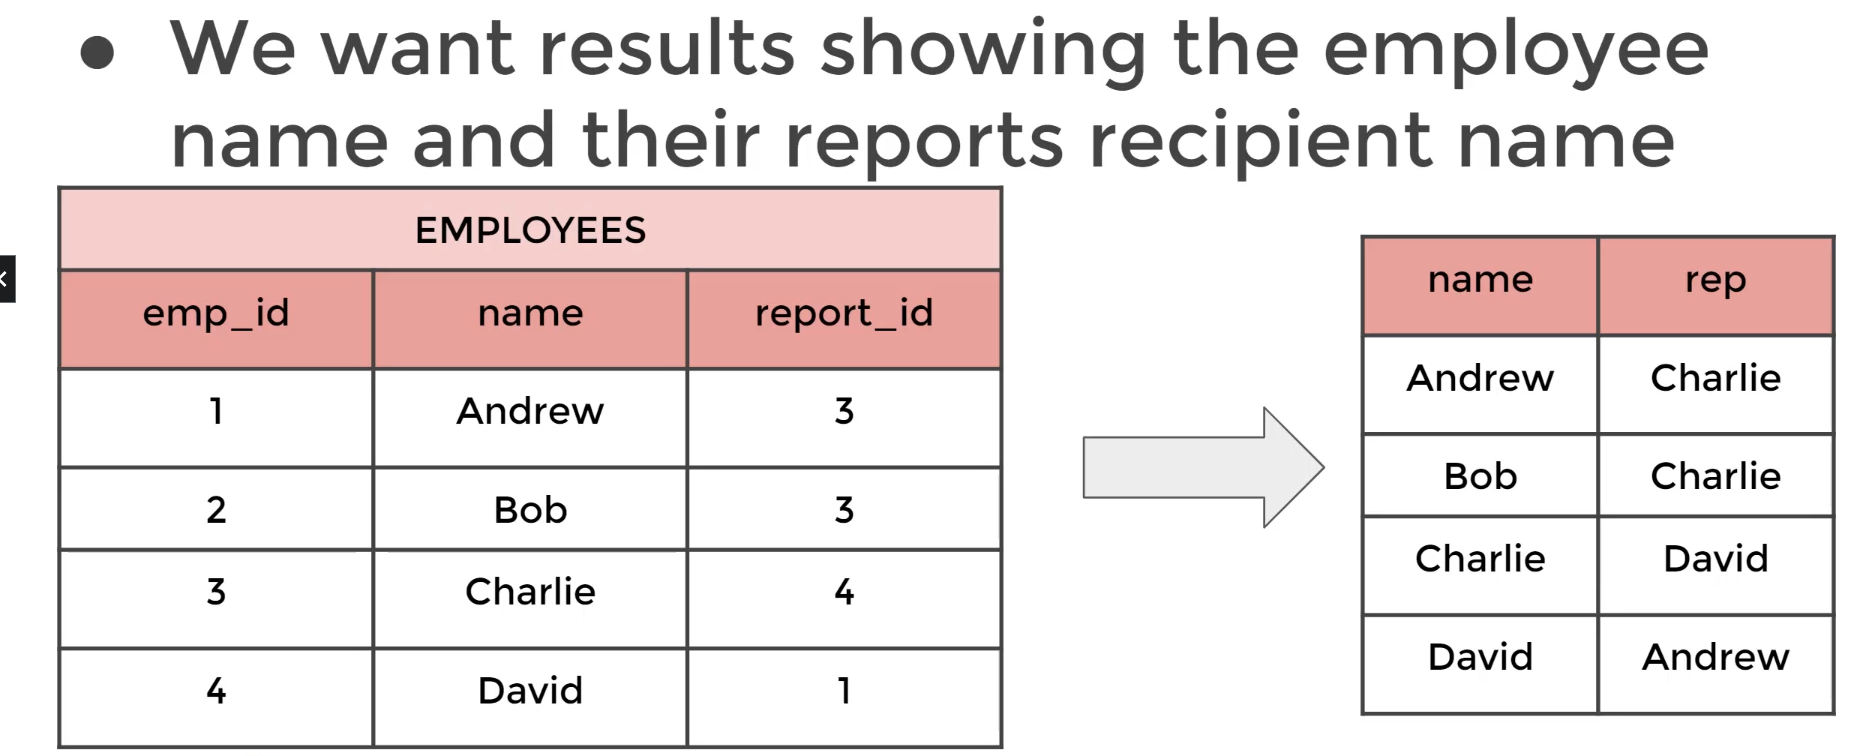 ● We want results showing the employee
name and their reports recipient name
EMPLOYEES
emp_id name report_id
1 Andrew 3
2 Bob 3
3 Charlie 4
4 David 1
name rep
Andrew Charlie
Bob Charlie
Charlie David
David Andrew